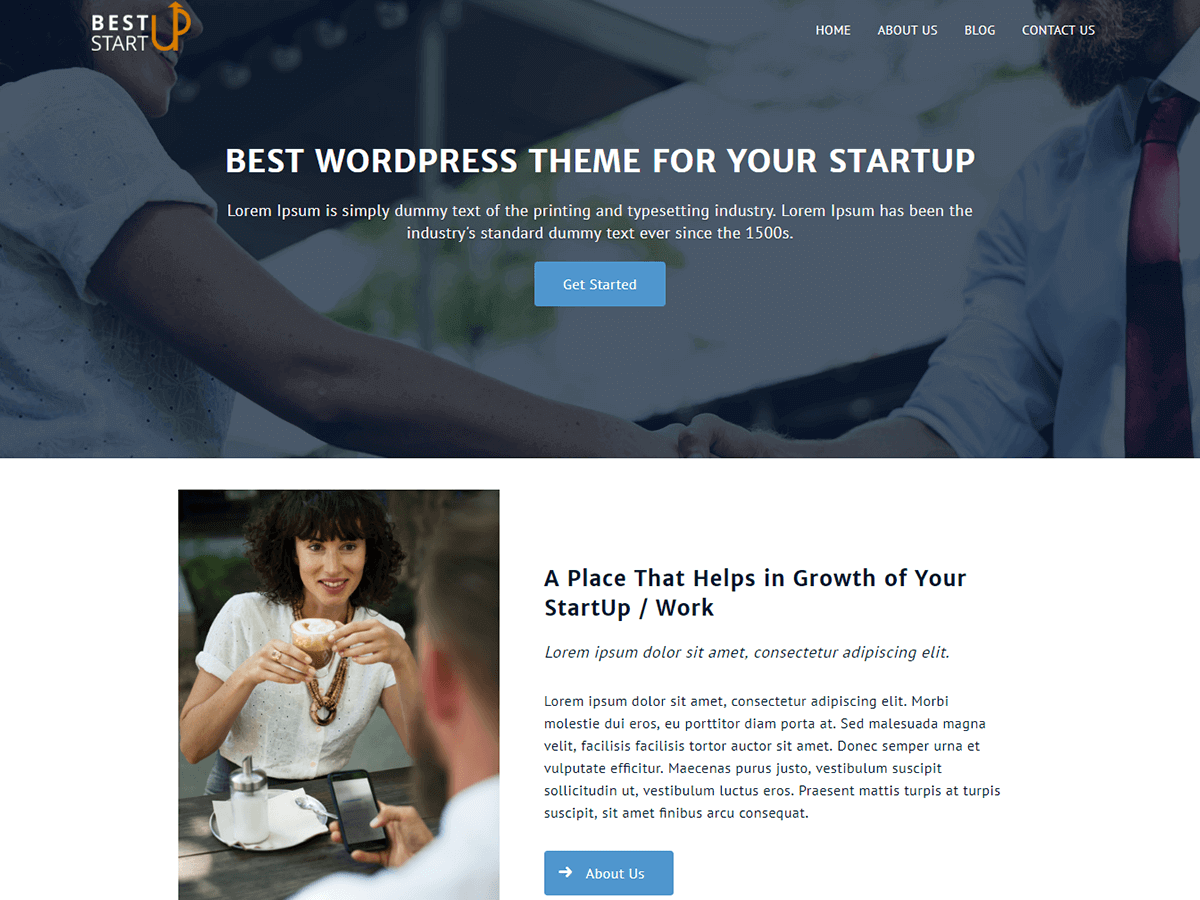 BEST
START UP
HOME ABOUT US BLOG CONTACT US
BEST WORDPRESS THEME FOR YOUR STARTUP
Lorem Ipsum is simply dummy text of the printing and typesetting industry. Lorem Ipsum has been the
industry's standard dummy text ever since the 1500s.
Get Started
A Place That Helps in Growth of Your
StartUp / Work
Lorem ipsum dolor sit amet, consectetur adipiscing elit.
Lorem ipsum dolor sit amet, consectetur adipiscing elit. Morbi
molestie dui eros, eu porttitor diam porta at. Sed malesuada magna
velit, facilisis facilisis tortor auctor sit amet. Donec semper urna et
vulputate efficitur. Maecenas purus justo, vestibulum suscipit
sollicitudin ut, vestibulum luctus eros. Praesent mattis turpis at turpis
suscipit, sit amet finibus arcu consequat.
About Us